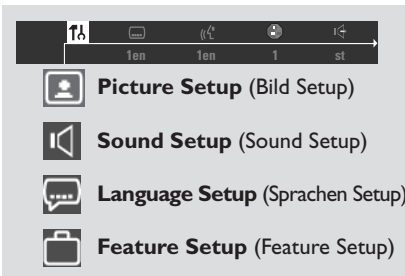 1en 1en 1 st
Picture Setup (Bild Setup)
Sound Setup (Sound Setup)
Language Setup (Sprachen Setup)
Feature Setup (Feature Setup)